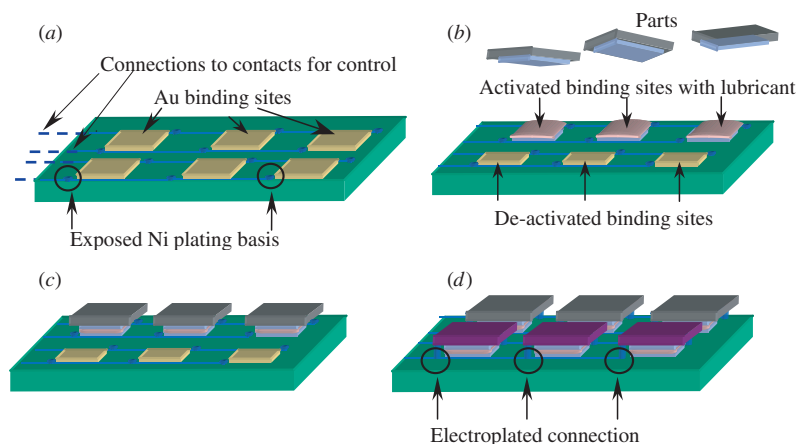 (a)
Connections to contacts for control
Au binding sites
Exposed Ni plating basis
(b)
Parts
Activated binding sites with lubricant
De-activated binding sites
(c)
(d)
Electroplated connection